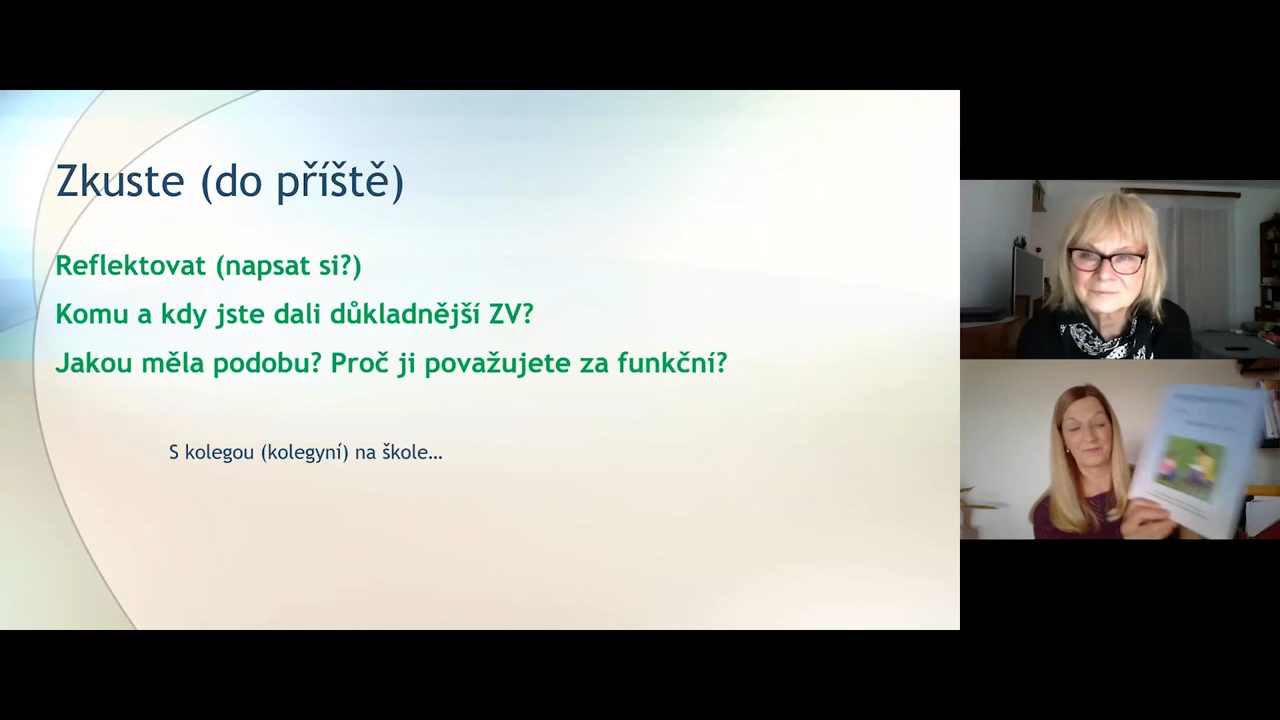 Zkuste (do příště)
Reflektovat (napsat si?)
Komu a kdy jste dali důkladnější ZV?
Jakou měla podobu? Proč ji považujete za funkční?
S kolegou (kolegyní) na škole…